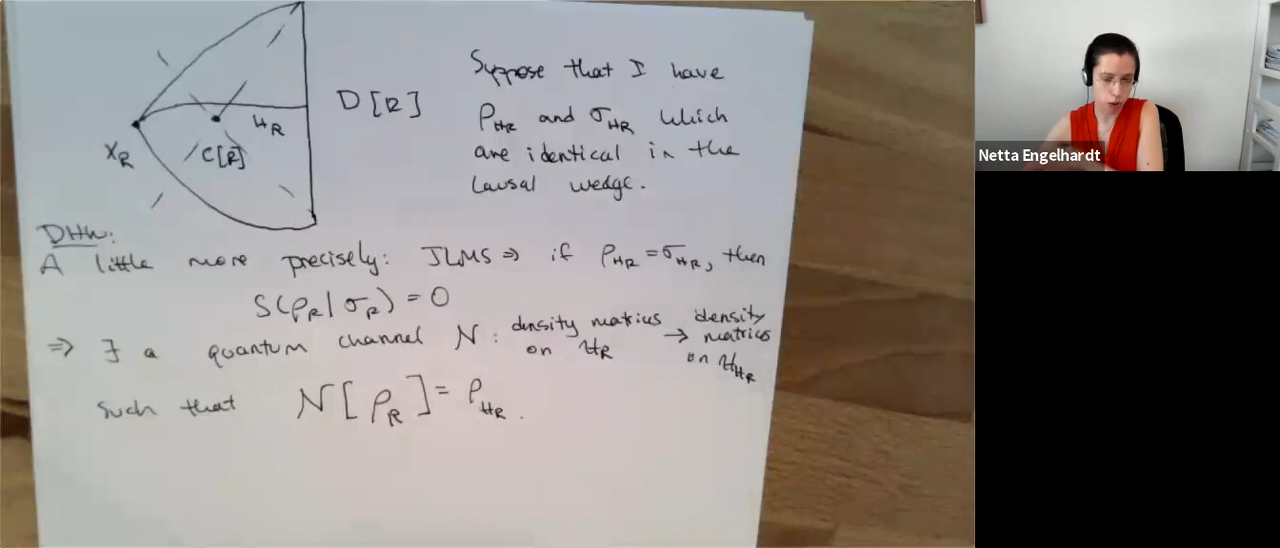 Suppose that I have
D[R]
ρ_HR and σ_HR which
H_R
are identical in the
X_R
C[R]
causal wedge.
DHW:
A little more precisely: JLMS ⇒ if ρ_HR = σ_HR, then
S(ρ_R | σ_R) = 0
⇒ ∃ a quantum channel N : density matrices on H_R → density matrices on H_HR
such that N[ρ_R] = ρ_HR.
Netta Engelhardt